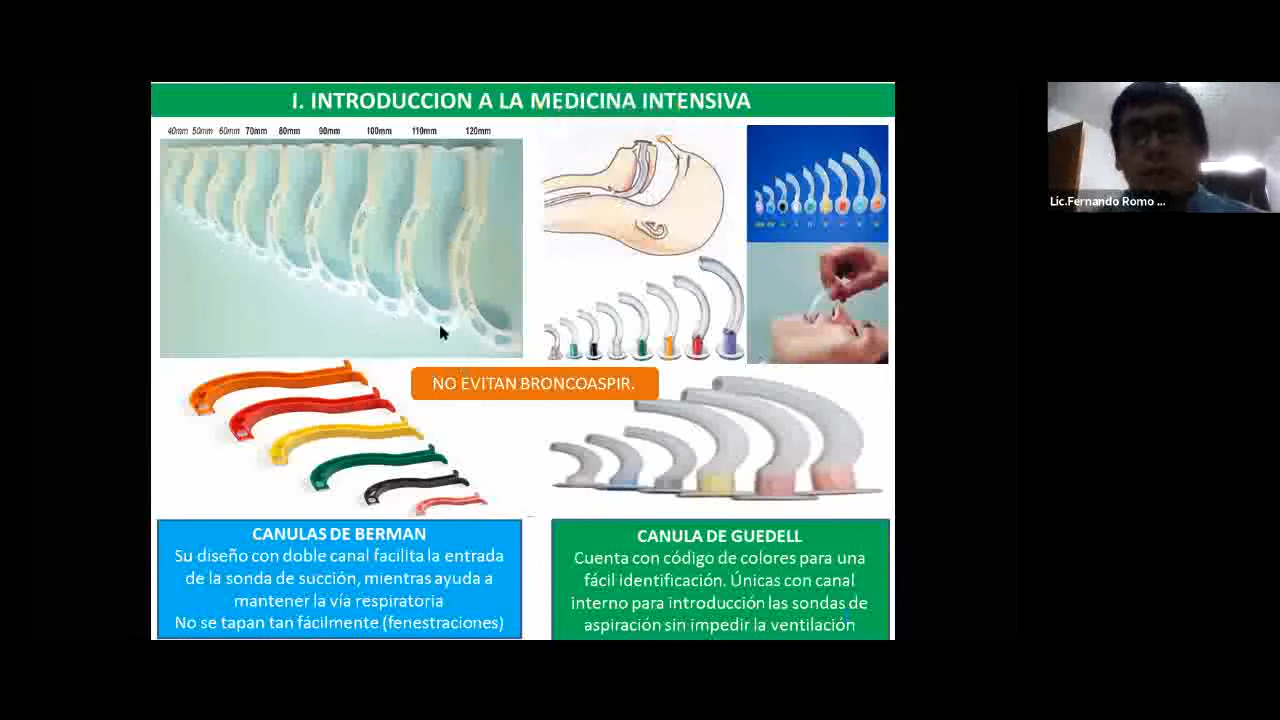 I. INTRODUCCION A LA MEDICINA INTENSIVA
40mm 50mm 60mm 70mm 80mm 90mm 100mm 110mm 120mm
Lic.Fernando Romo ...
NO EVITAN BRONCOASPIR.
CANULAS DE BERMAN
Su diseño con doble canal facilita la entrada
de la sonda de succión, mientras ayuda a
mantener la vía respiratoria
No se tapan tan fácilmente (fenestraciones)
CANULA DE GUEDELL
Cuenta con código de colores para una
fácil identificación. Únicas con canal
interno para introducción las sondas de
aspiración sin impedir la ventilación